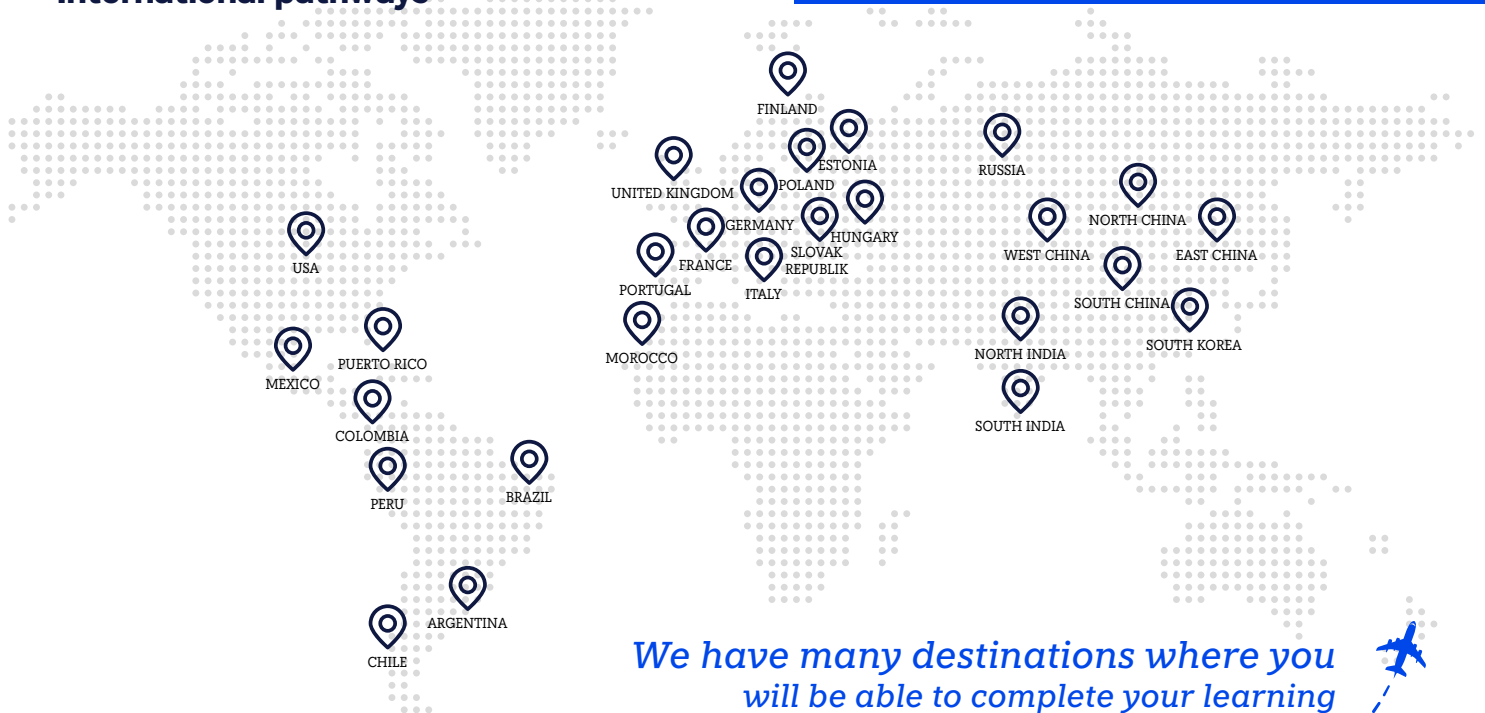 international pathways
FINLAND
ESTONIA
RUSSIA
POLAND
UNITED KINGDOM
NORTH CHINA
GERMANY
HUNGARY
SLOVAK
REPUBLIK
WEST CHINA
EAST CHINA
FRANCE
USA
PORTUGAL
ITALY
SOUTH CHINA
SOUTH KOREA
MOROCCO
NORTH INDIA
PUERTO RICO
MEXICO
SOUTH INDIA
COLOMBIA
BRAZIL
PERU
ARGENTINA
CHILE
We have many destinations where you
will be able to complete your learning